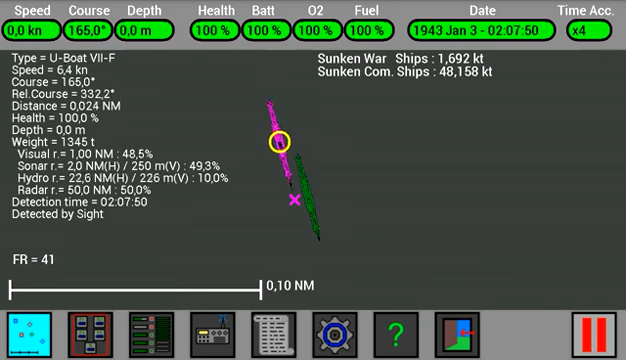 Speed Course Depth Health Batt O2 Fuel Date Time Acc.
0,0 kn 165,0° 0,0 m 100 % 100 % 100 % 100 % 1943 Jan 3 - 02:07:50 x4
Type = U-Boat VII-F
Speed = 6,4 kn
Course = 165,0°
Rel.Course = 332,2°
Distance = 0,024 NM
Health = 100,0 %
Depth = 0,0 m
Weight = 1345 t
Visual r.= 1,00 NM : 48,5%
Sonar r.= 2,0 NM(H) / 250 m(V) : 49,3%
Hydro r.= 22,6 NM(H) / 226 m(V) : 10,0%
Radar r.= 50,0 NM : 50,0%
Detection time = 02:07:50
Detected by Sight
Sunken War Ships : 1,692 kt
Sunken Com. Ships : 48,158 kt
FR = 41
0,10 NM
?